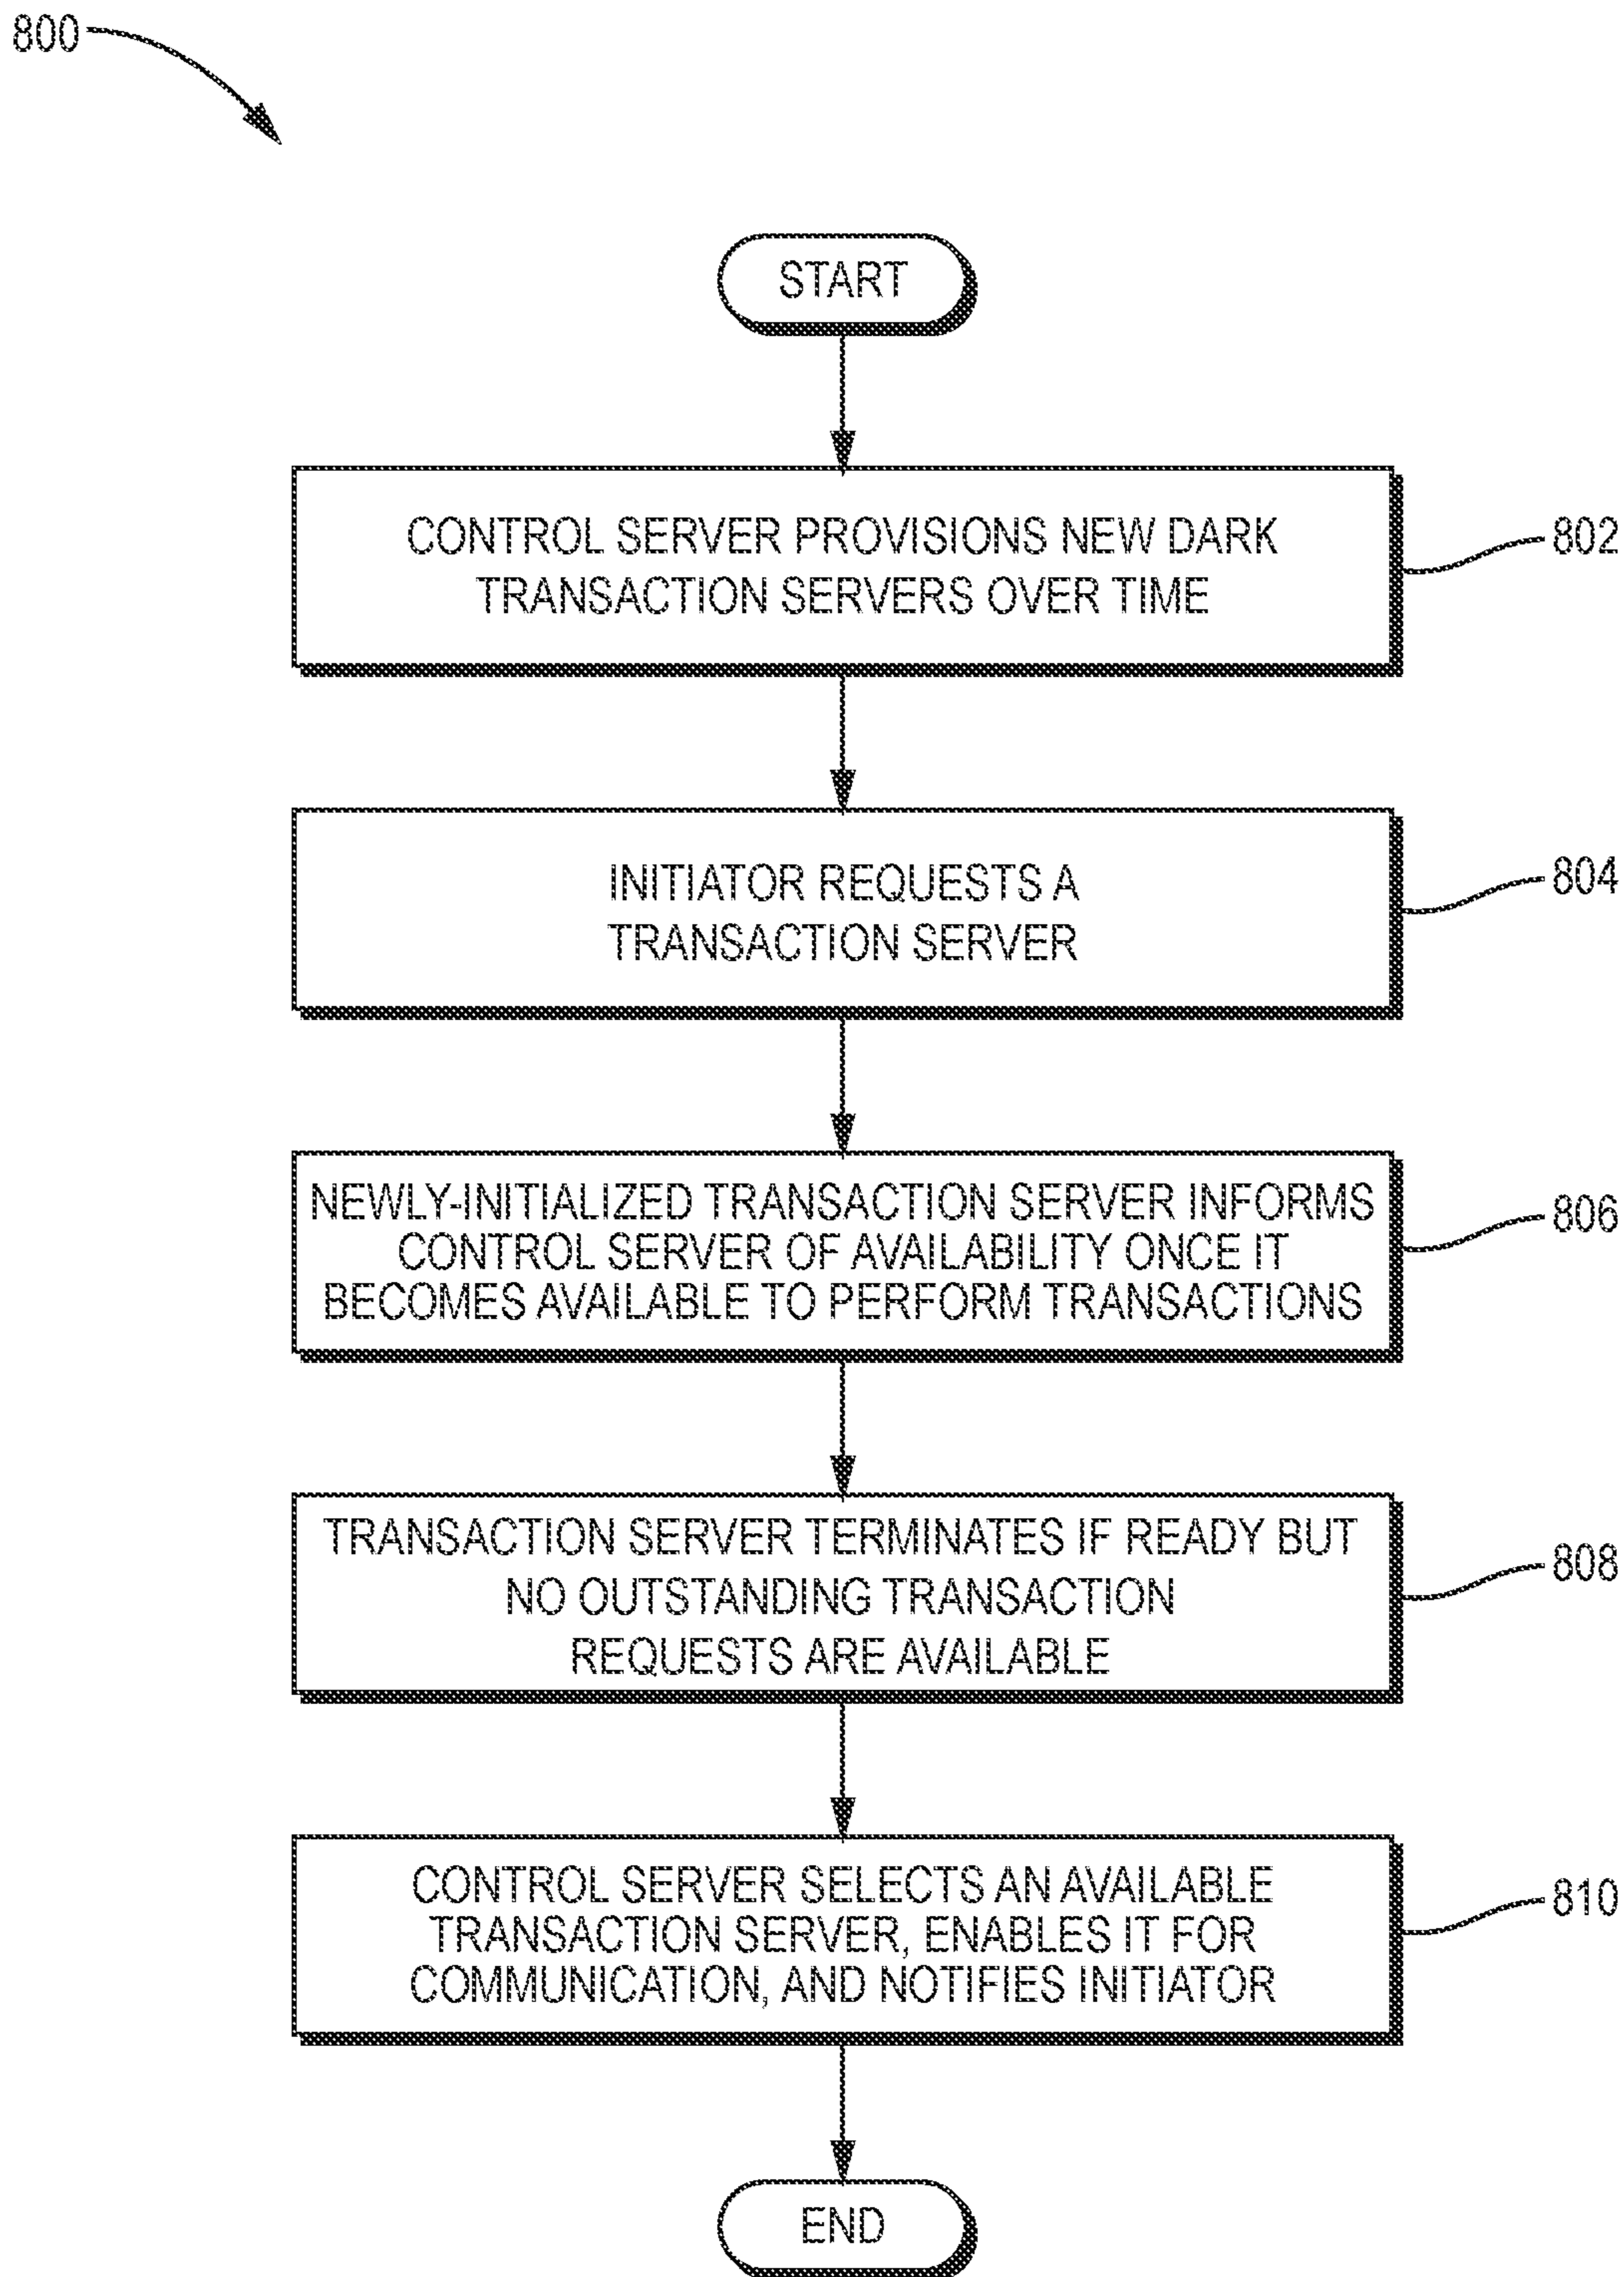 800
START
CONTROL SERVER PROVISIONS NEW DARK
TRANSACTION SERVERS OVER TIME
802
INITIATOR REQUESTS A
TRANSACTION SERVER
804
NEWLY-INITIALIZED TRANSACTION SERVER INFORMS
CONTROL SERVER OF AVAILABILITY ONCE IT
BECOMES AVAILABLE TO PERFORM TRANSACTIONS
806
TRANSACTION SERVER TERMINATES IF READY BUT
NO OUTSTANDING TRANSACTION
REQUESTS ARE AVAILABLE
808
CONTROL SERVER SELECTS AN AVAILABLE
TRANSACTION SERVER, ENABLES IT FOR
COMMUNICATION, AND NOTIFIES INITIATOR
810
END